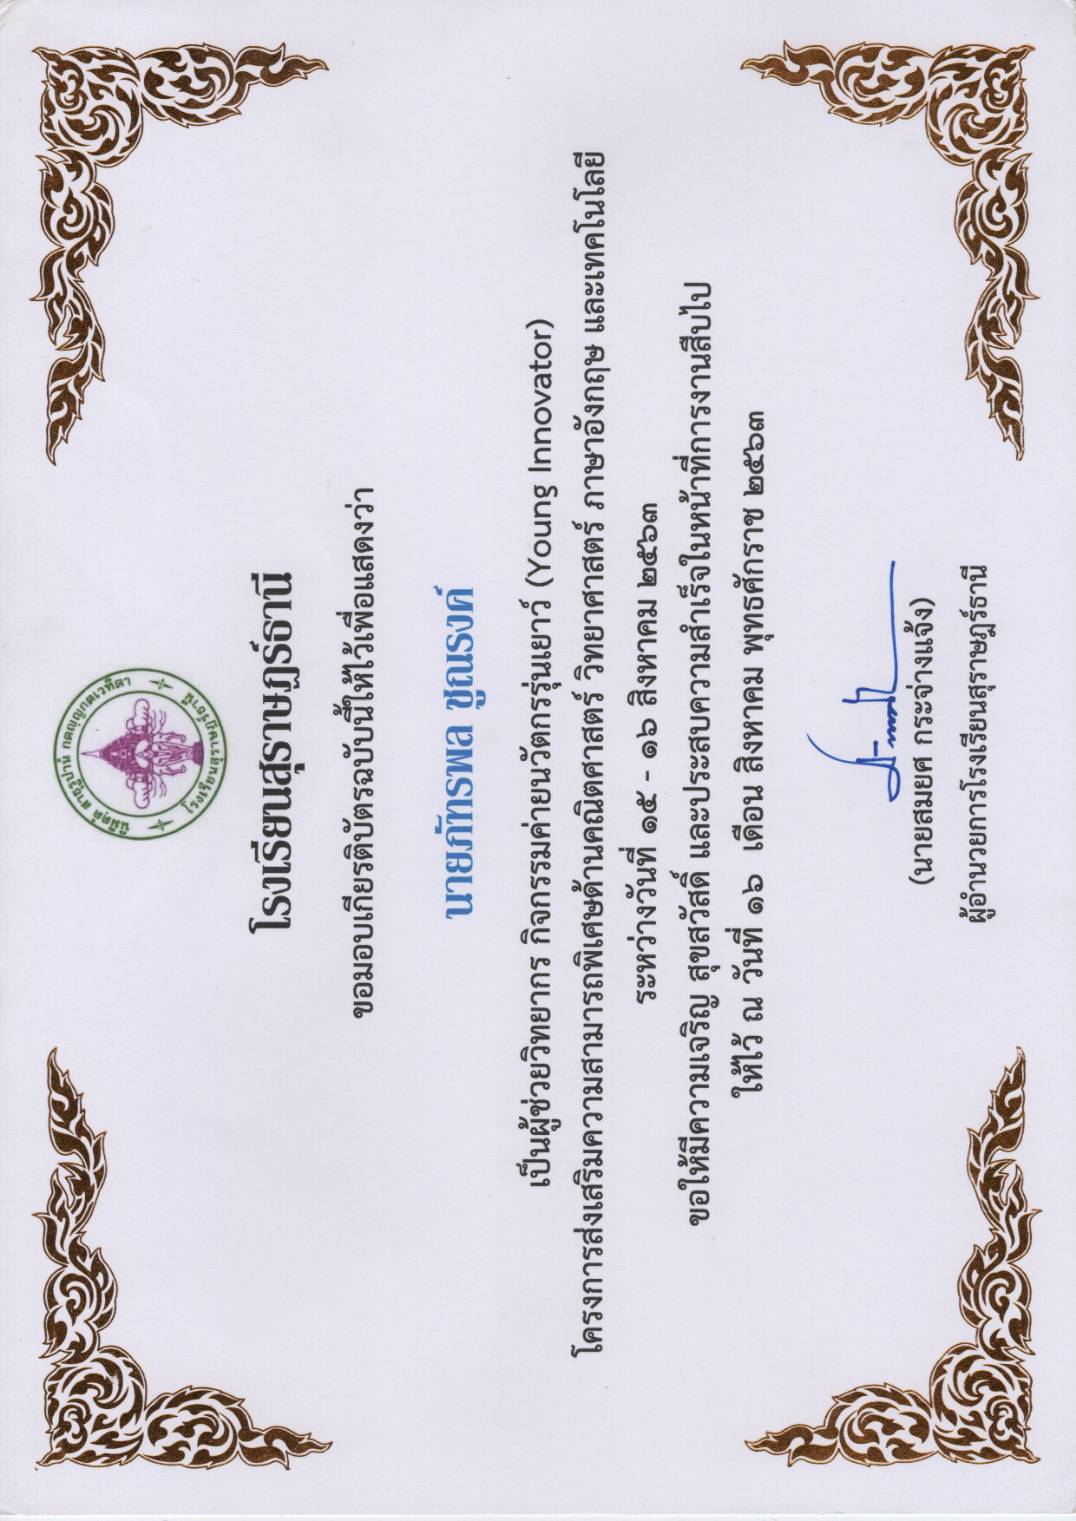 นิมิตฺตํ สาธุรูปานํ กตญฺญูกตเวทิตา
โรงเรียนสุราษฎร์ธานี
โรงเรียนสุราษฎร์ธานี
ขอมอบเกียรติบัตรฉบับนี้ให้ไว้เพื่อแสดงว่า
นายภัทรพล ชูณรงค์
เป็นผู้ช่วยวิทยากร กิจกรรมค่ายนวัตกรรุ่นเยาว์ (Young Innovator)
โครงการส่งเสริมความสามารถพิเศษด้านคณิตศาสตร์ วิทยาศาสตร์ ภาษาอังกฤษ และเทคโนโลยี
ระหว่างวันที่ ๑๕ - ๑๖ สิงหาคม ๒๕๖๓
ขอให้มีความเจริญ สุขสวัสดิ์ และประสบความสำเร็จในหน้าที่การงานสืบไป
ให้ไว้ ณ วันที่ ๑๖ เดือน สิงหาคม พุทธศักราช ๒๕๖๓
(นายสมยศ กระจ่างแจ้ง)
ผู้อำนวยการโรงเรียนสุราษฎร์ธานี